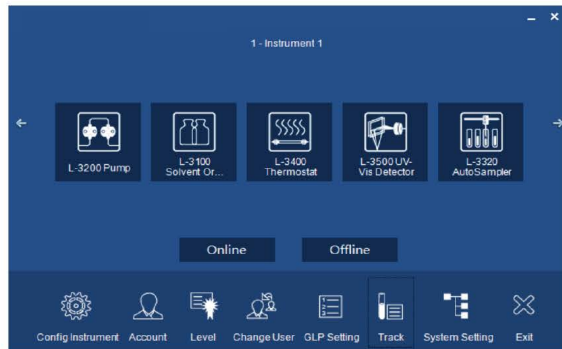 1 - Instrument 1
L-3200 Pump
L-3100
Solvent Or...
L-3400
Thermostat
L-3500 UV-
Vis Detector
L-3320
AutoSampler
Online
Offline
Config Instrument
Account
Level
Change User
GLP Setting
Track
System Setting
Exit